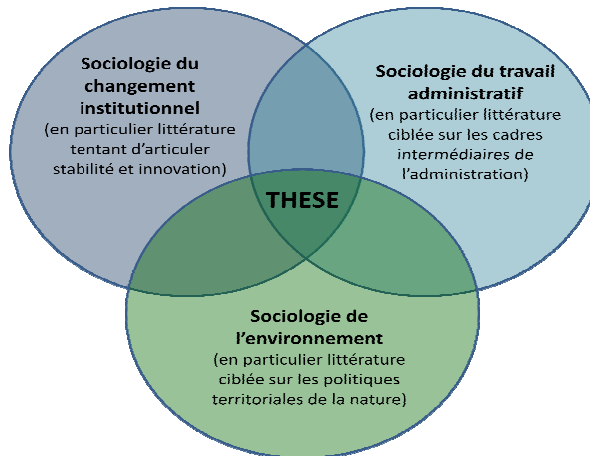 Sociologie du
changement
institutionnel
(en particulier littérature
tentant d’articuler
stabilité et innovation)
Sociologie du travail
administratif
(en particulier littérature
ciblée sur les cadres
intermédiaires de
l’administration)
THESE
Sociologie de
l’environnement
(en particulier littérature
ciblée sur les politiques
territoriales de la nature)